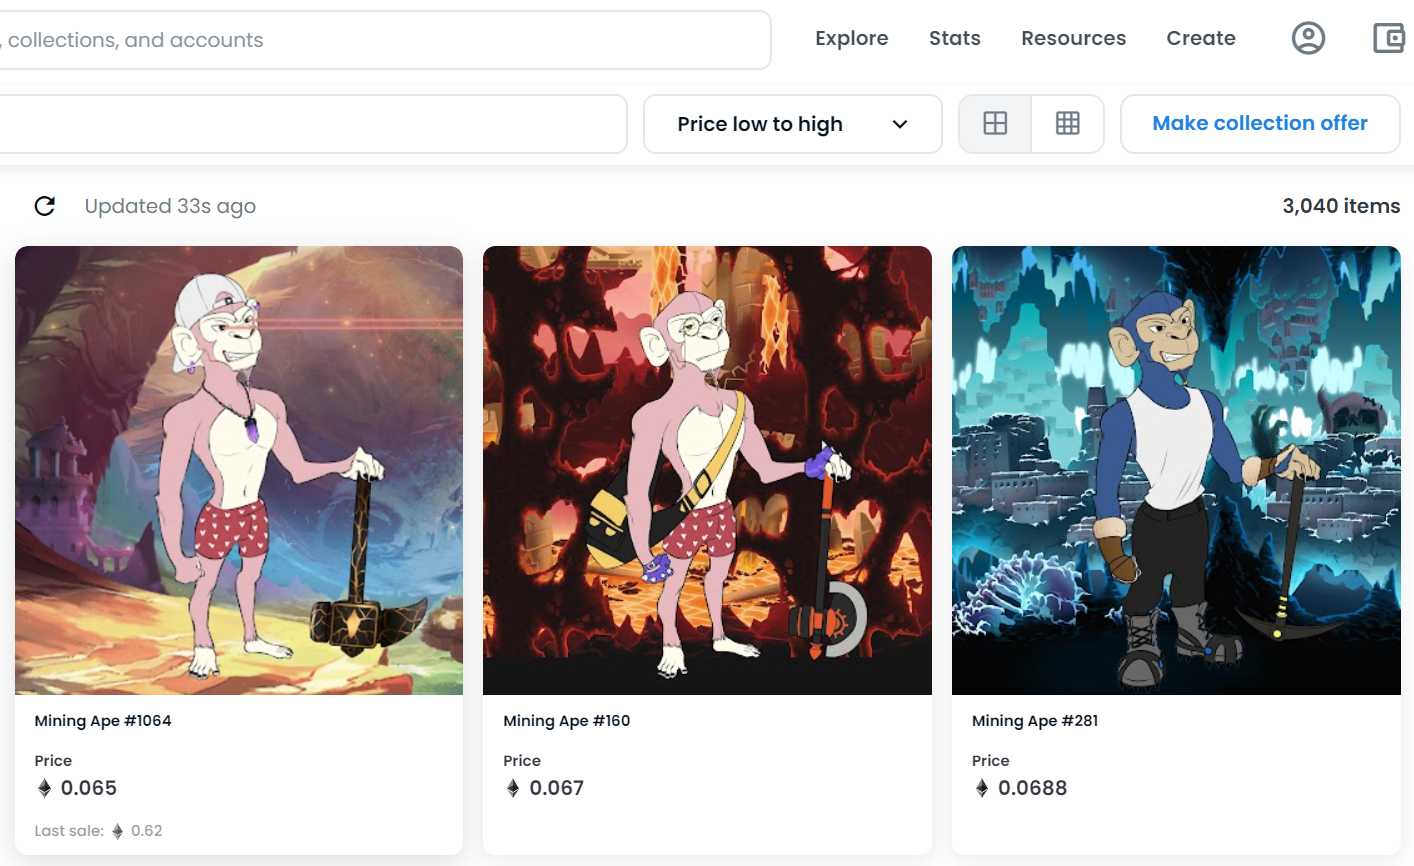 , collections, and accounts
Explore Stats Resources Create
Price low to high
Make collection offer
Updated 33s ago
3,040 items
Mining Ape #1064
Price
0.065
Last sale: 0.62
Mining Ape #160
Price
0.067
Mining Ape #281
Price
0.0688